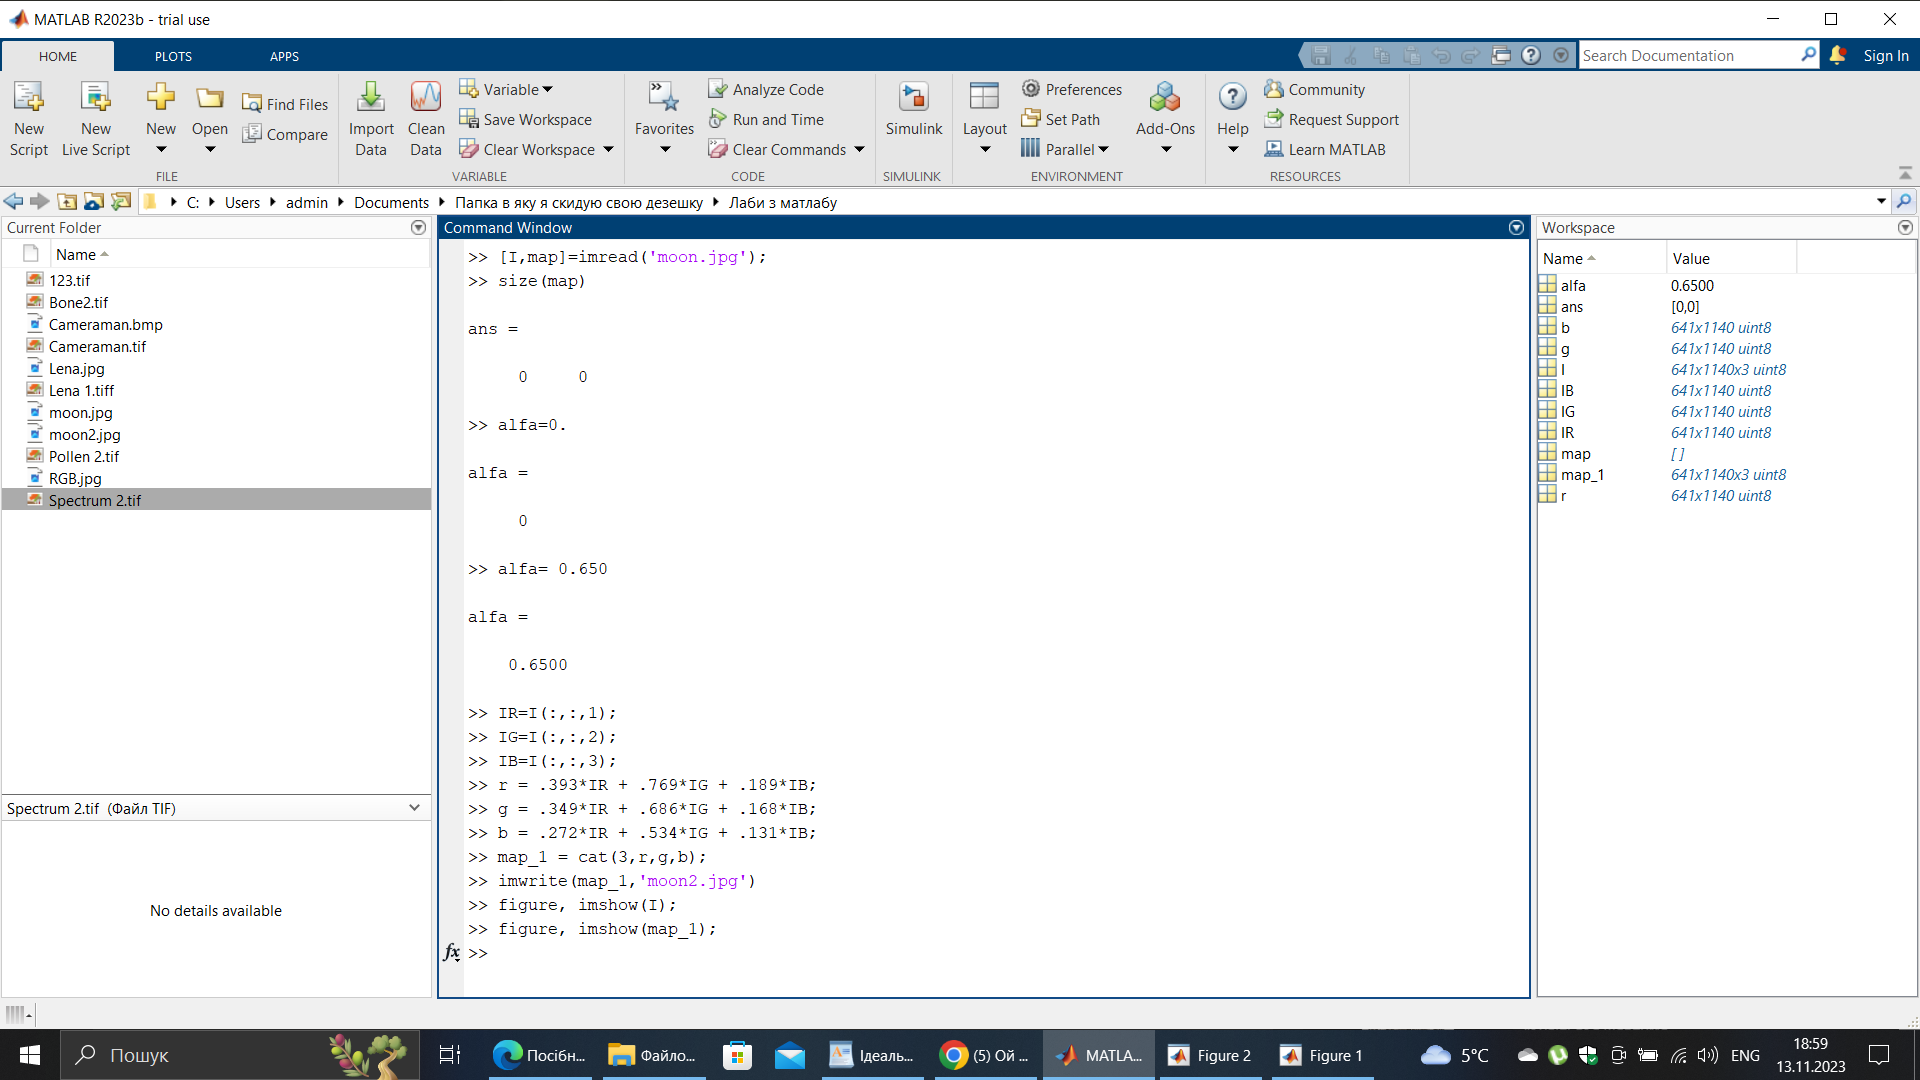 MATLAB R2023b - trial use
HOME PLOTS APPS
Search Documentation
Sign In
New Script
New Live Script
New
Open
Find Files
Compare
FILE
Import Data
Clean Data
Variable
Save Workspace
Clear Workspace
VARIABLE
Favorites
Analyze Code
Run and Time
Clear Commands
CODE
Simulink
SIMULINK
Layout
Preferences
Set Path
Parallel
Add-Ons
ENVIRONMENT
Help
Community
Request Support
Learn MATLAB
RESOURCES
C: Users admin Documents Папка в яку я скидую свою дезешку Лаби з матлабу
Current Folder
Name
123.tif
Bone2.tif
Cameraman.bmp
Cameraman.tif
Lena.jpg
Lena 1.tiff
moon.jpg
moon2.jpg
Pollen 2.tif
RGB.jpg
Spectrum 2.tif
Spectrum 2.tif (Файл TIF)
No details available
Command Window
>> [I,map]=imread('moon.jpg');
>> size(map)
ans =
0 0
>> alfa=0.
alfa =
0
>> alfa= 0.650
alfa =
0.6500
>> IR=I(:,:,1);
>> IG=I(:,:,2);
>> IB=I(:,:,3);
>> r = .393*IR + .769*IG + .189*IB;
>> g = .349*IR + .686*IG + .168*IB;
>> b = .272*IR + .534*IG + .131*IB;
>> map_1 = cat(3,r,g,b);
>> imwrite(map_1,'moon2.jpg')
>> figure, imshow(I);
>> figure, imshow(map_1);
fx >>
Workspace
Name Value
alfa 0.6500
ans [0,0]
b 641x1140 uint8
g 641x1140 uint8
I 641x1140x3 uint8
IB 641x1140 uint8
IG 641x1140 uint8
IR 641x1140 uint8
map []
map_1 641x1140x3 uint8
r 641x1140 uint8
Пошук
Посібн...
Файло...
Ідеаль...
(5) Ой ...
MATLA...
Figure 2
Figure 1
5°C
ENG
18:59
13.11.2023